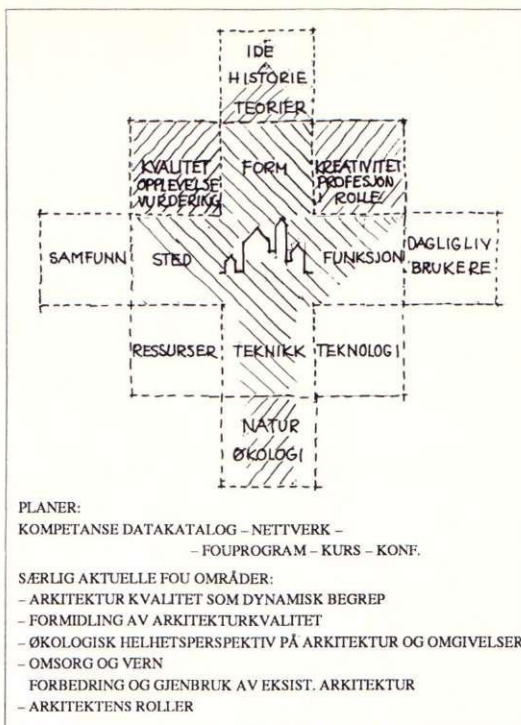 IDÉ
HISTORIE
TEORIER
KVALITET
OPPLEVELSE
VURDERING
FORM
KREATIVITET
PROFESJON
ROLLE
SAMFUNN
STED
FUNKSJON
DAGLIGLIV
BRUKERE
RESSURSER
TEKNIKK
TEKNOLOGI
NATUR
ØKOLOGI
PLANER:
KOMPETANSE DATAKATALOG – NETTVERK –
– FOUPROGRAM – KURS – KONF.
SÆRLIG AKTUELLE FOU OMRÅDER:
– ARKITEKTUR KVALITET SOM DYNAMISK BEGREP
– FORMIDLING AV ARKITEKTURKVALITET
– ØKOLOGISK HELHETSPERSPEKTIV PÅ ARKITEKTUR OG OMGIVELSER
– OMSORG OG VERN
FORBEDRING OG GJENBRUK AV EKSIST. ARKITEKTUR
– ARKITEKTENS ROLLER